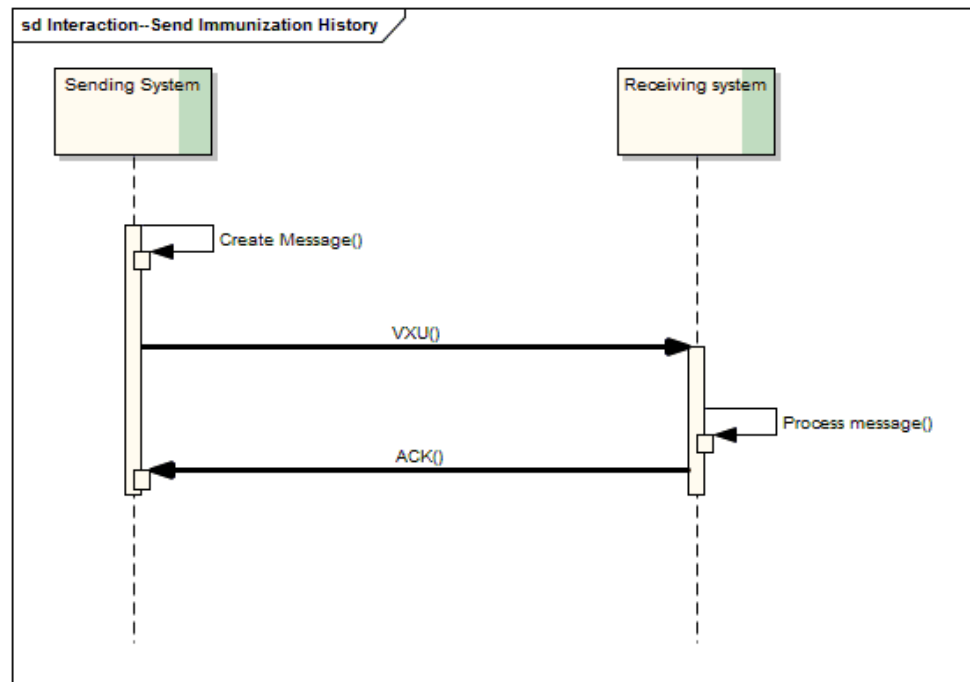 sd Interaction--Send Immunization History
Sending System
Receiving system
Create Message()
VXU()
Process message()
ACK()